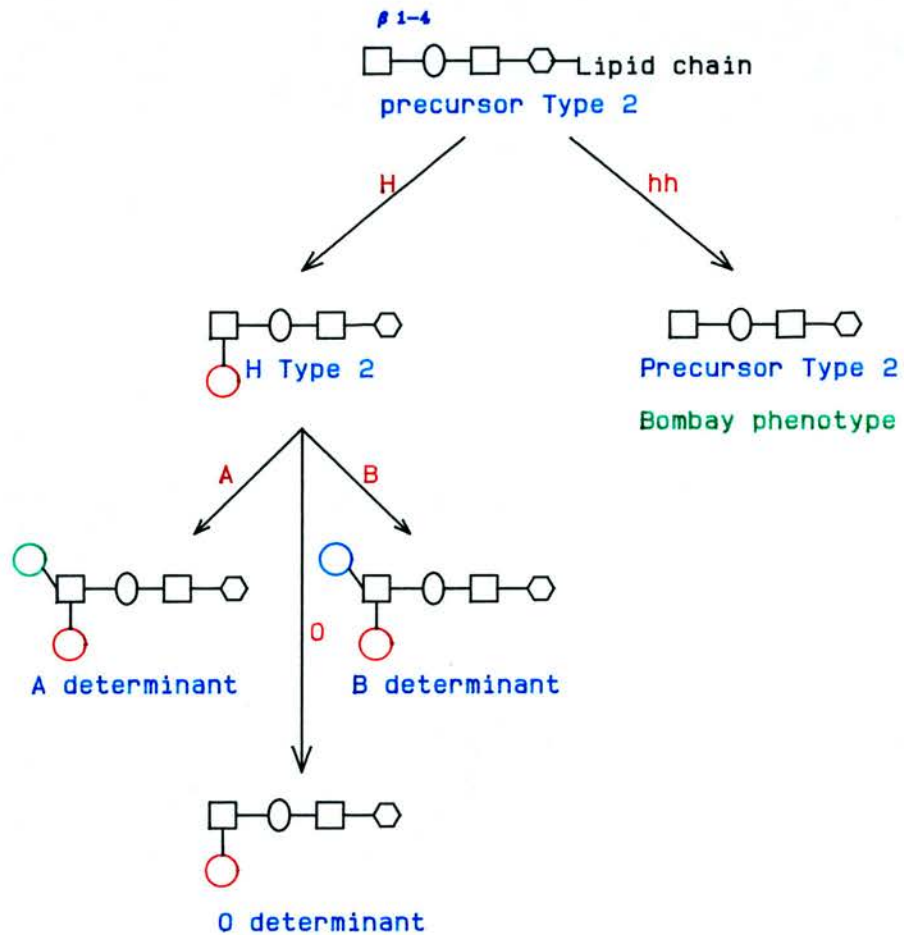 β 1-4
Lipid chain
precursor Type 2
H
hh
H Type 2
Precursor Type 2
Bombay phenotype
A
B
O
A determinant
B determinant
O determinant